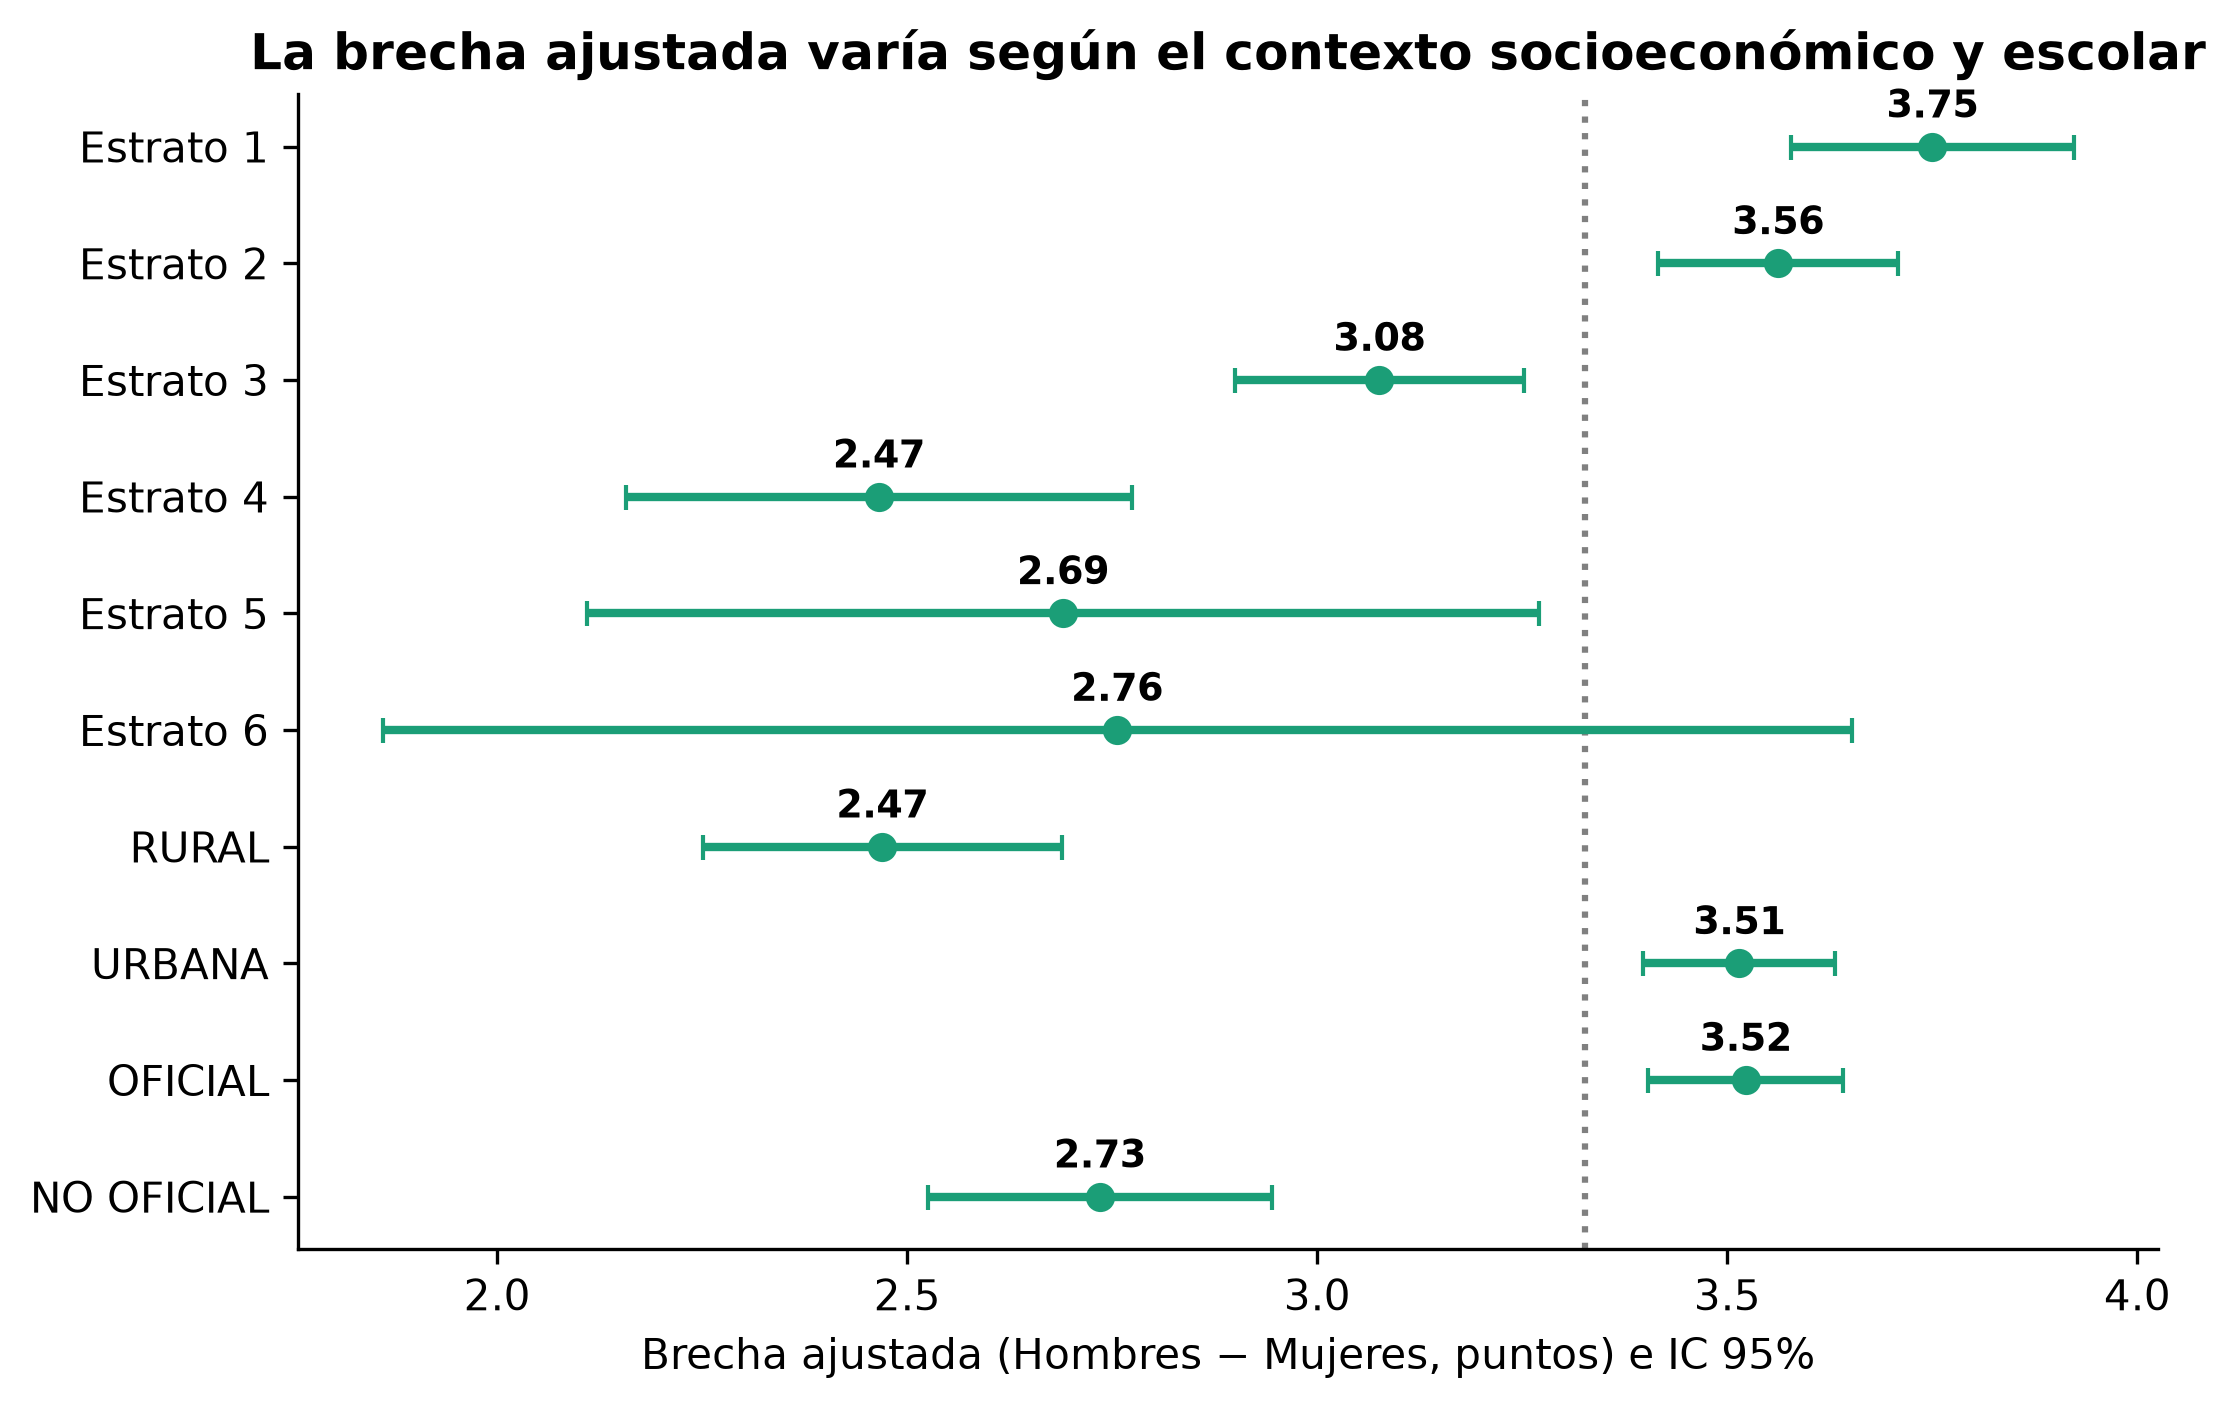 La brecha ajustada varía según el contexto socioeconómico y escolar
3.75
Estrato 1
3.56
Estrato 2
3.08
Estrato 3
2.47
Estrato 4
2.69
Estrato 5
2.76
Estrato 6
2.47
RURAL
3.51
URBANA
3.52
OFICIAL
2.73
NO OFICIAL
2.0 2.5 3.0 3.5 4.0
Brecha ajustada (Hombres − Mujeres, puntos) e IC 95%